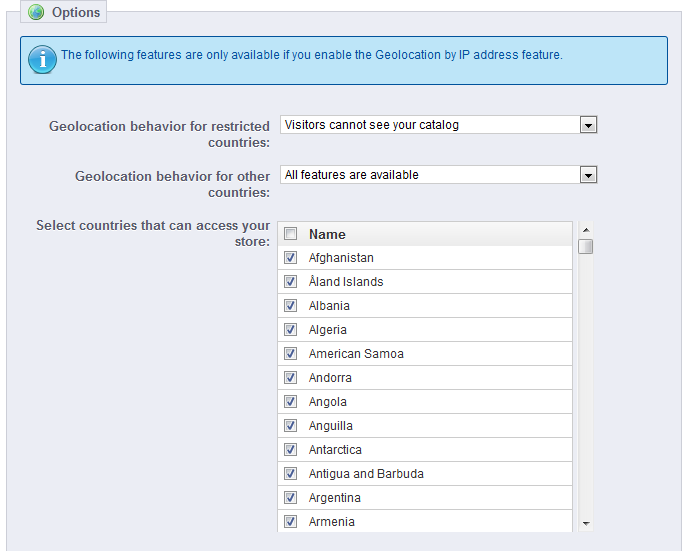 Options
The following features are only available if you enable the Geolocation by IP address feature.
Geolocation behavior for restricted
countries:
Visitors cannot see your catalog
Geolocation behavior for other
countries:
All features are available
Select countries that can access your
store:
Name
Afghanistan
Åland Islands
Albania
Algeria
American Samoa
Andorra
Angola
Anguilla
Antarctica
Antigua and Barbuda
Argentina
Armenia